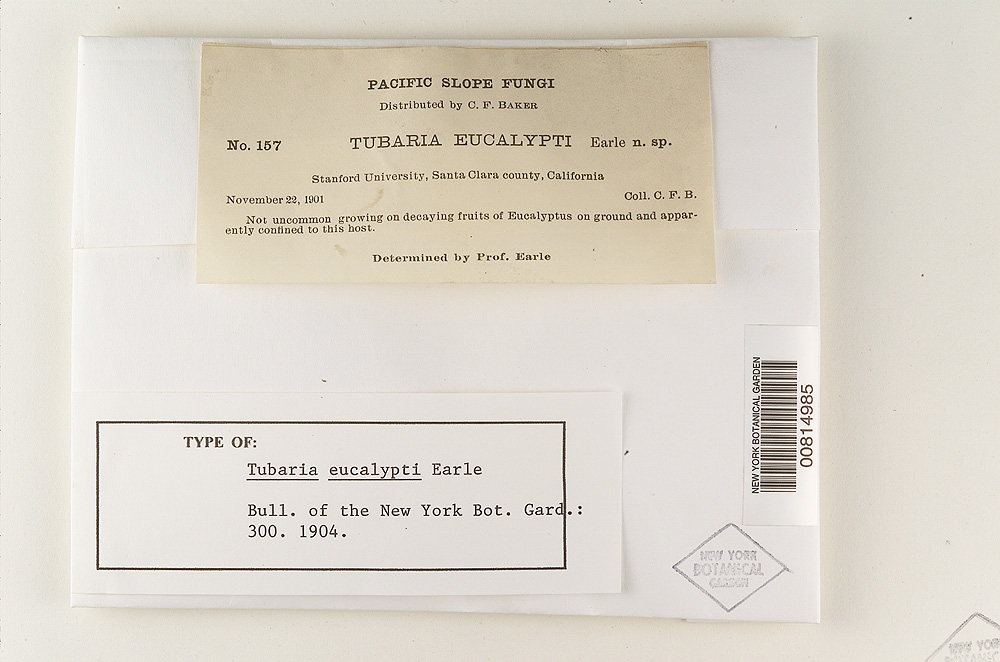 PACIFIC SLOPE FUNGI
Distributed by C. F. BAKER
No. 157 TUBARIA EUCALYPTI Earle n. sp.
Stanford University, Santa Clara county, California
November 22, 1901 Coll. C. F. B.
Not uncommon growing on decaying fruits of Eucalyptus on ground and appar-
ently confined to this host.
Determined by Prof. Earle
TYPE OF:
Tubaria eucalypti Earle
Bull. of the New York Bot. Gard.:
300. 1904.
NEW YORK BOTANICAL GARDEN
00814985
NEW YORK
BOTANICAL
GARDEN
NEW YOR
BOTANIC